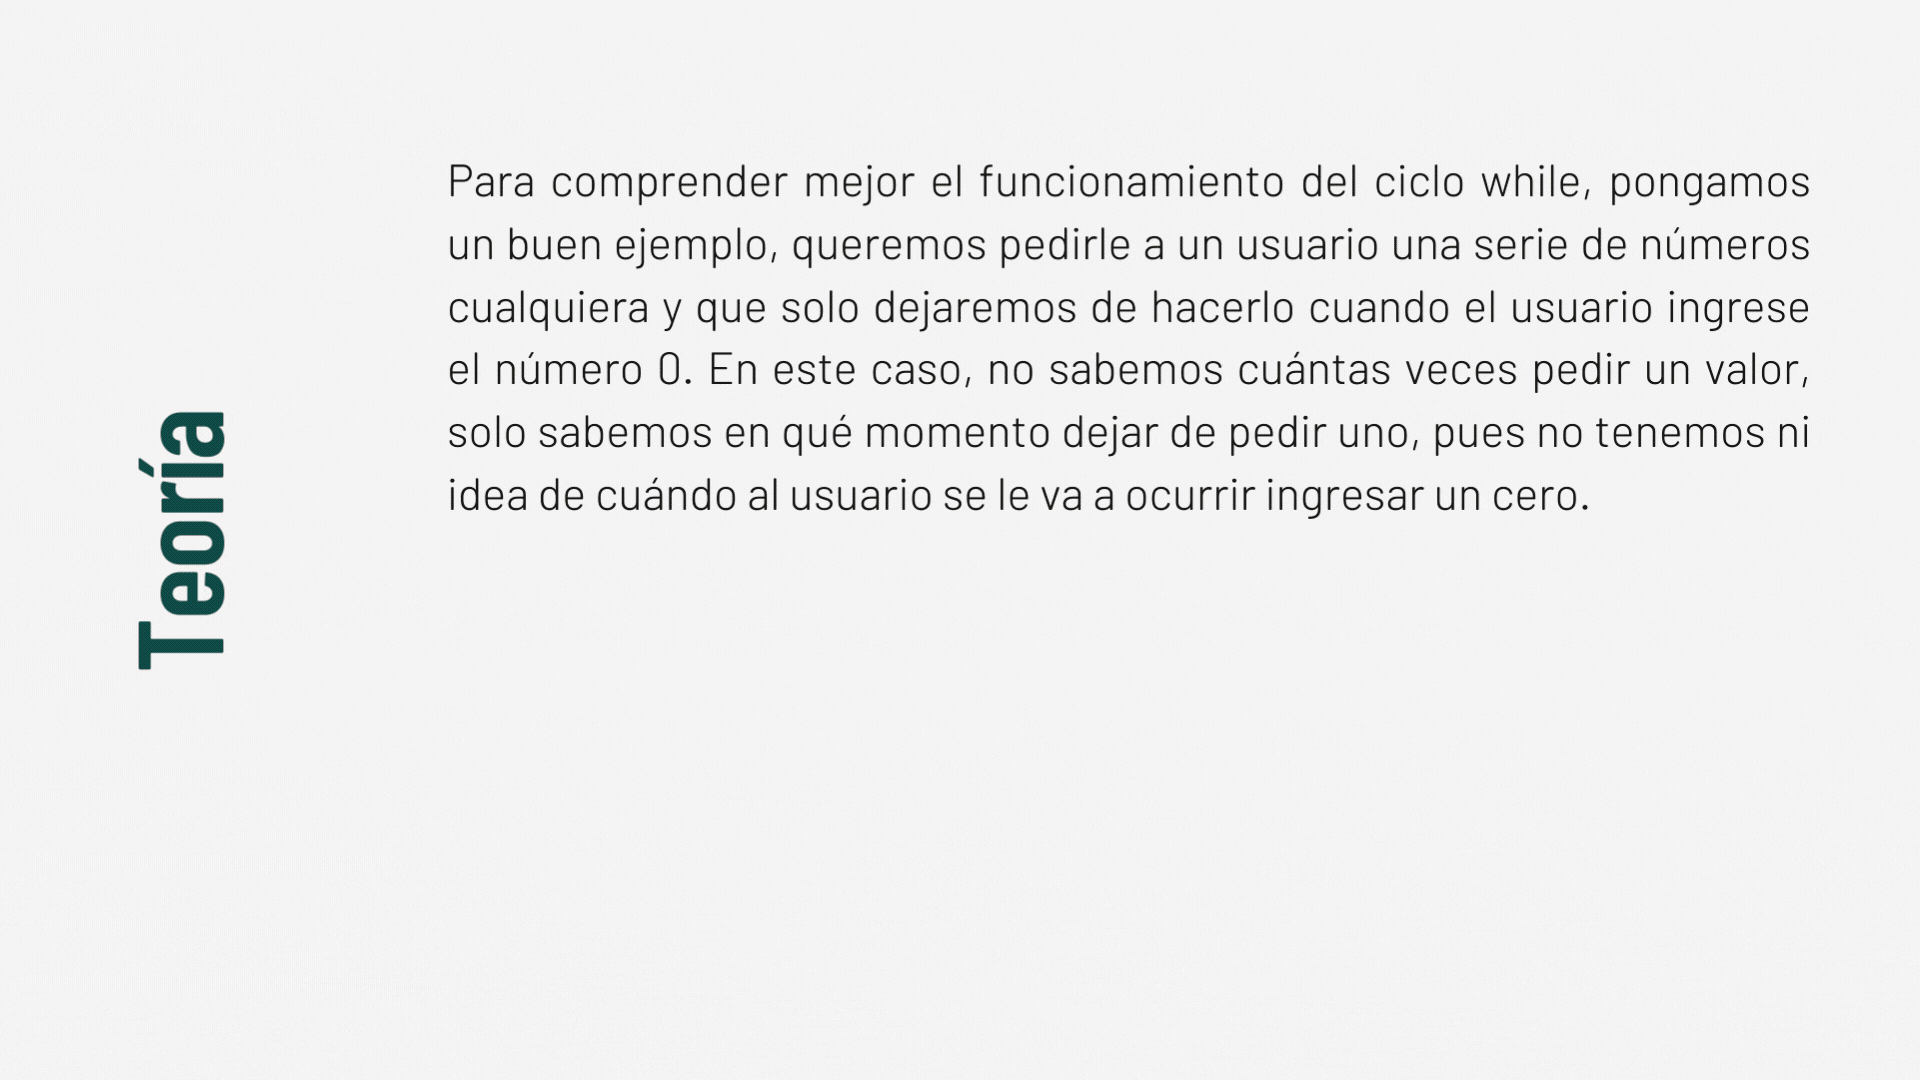 Teoría
Para comprender mejor el funcionamiento del ciclo while, pongamos
un buen ejemplo, queremos pedirle a un usuario una serie de números
cualquiera y que solo dejaremos de hacerlo cuando el usuario ingrese
el número 0. En este caso, no sabemos cuántas veces pedir un valor,
solo sabemos en qué momento dejar de pedir uno, pues no tenemos ni
idea de cuándo al usuario se le va a ocurrir ingresar un cero.